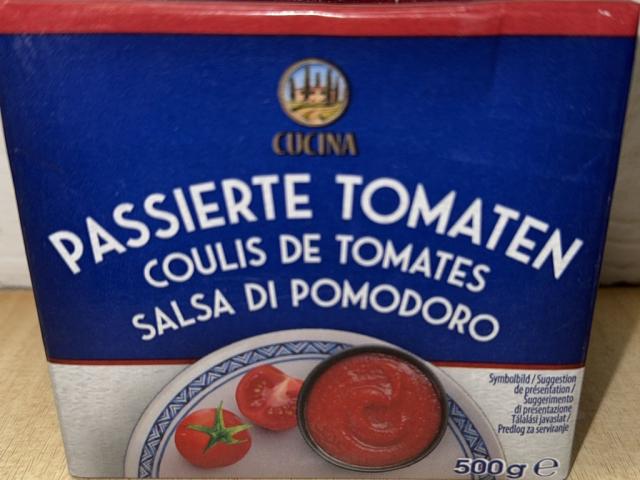 CUCINA
PASSIERTE TOMATEN
COULIS DE TOMATES
SALSA DI POMODORO
Symbolbild / Suggestion
de présentation /
Suggerimento
di presentazione
Tálalási javaslat /
Predlog za serviranje
500g e